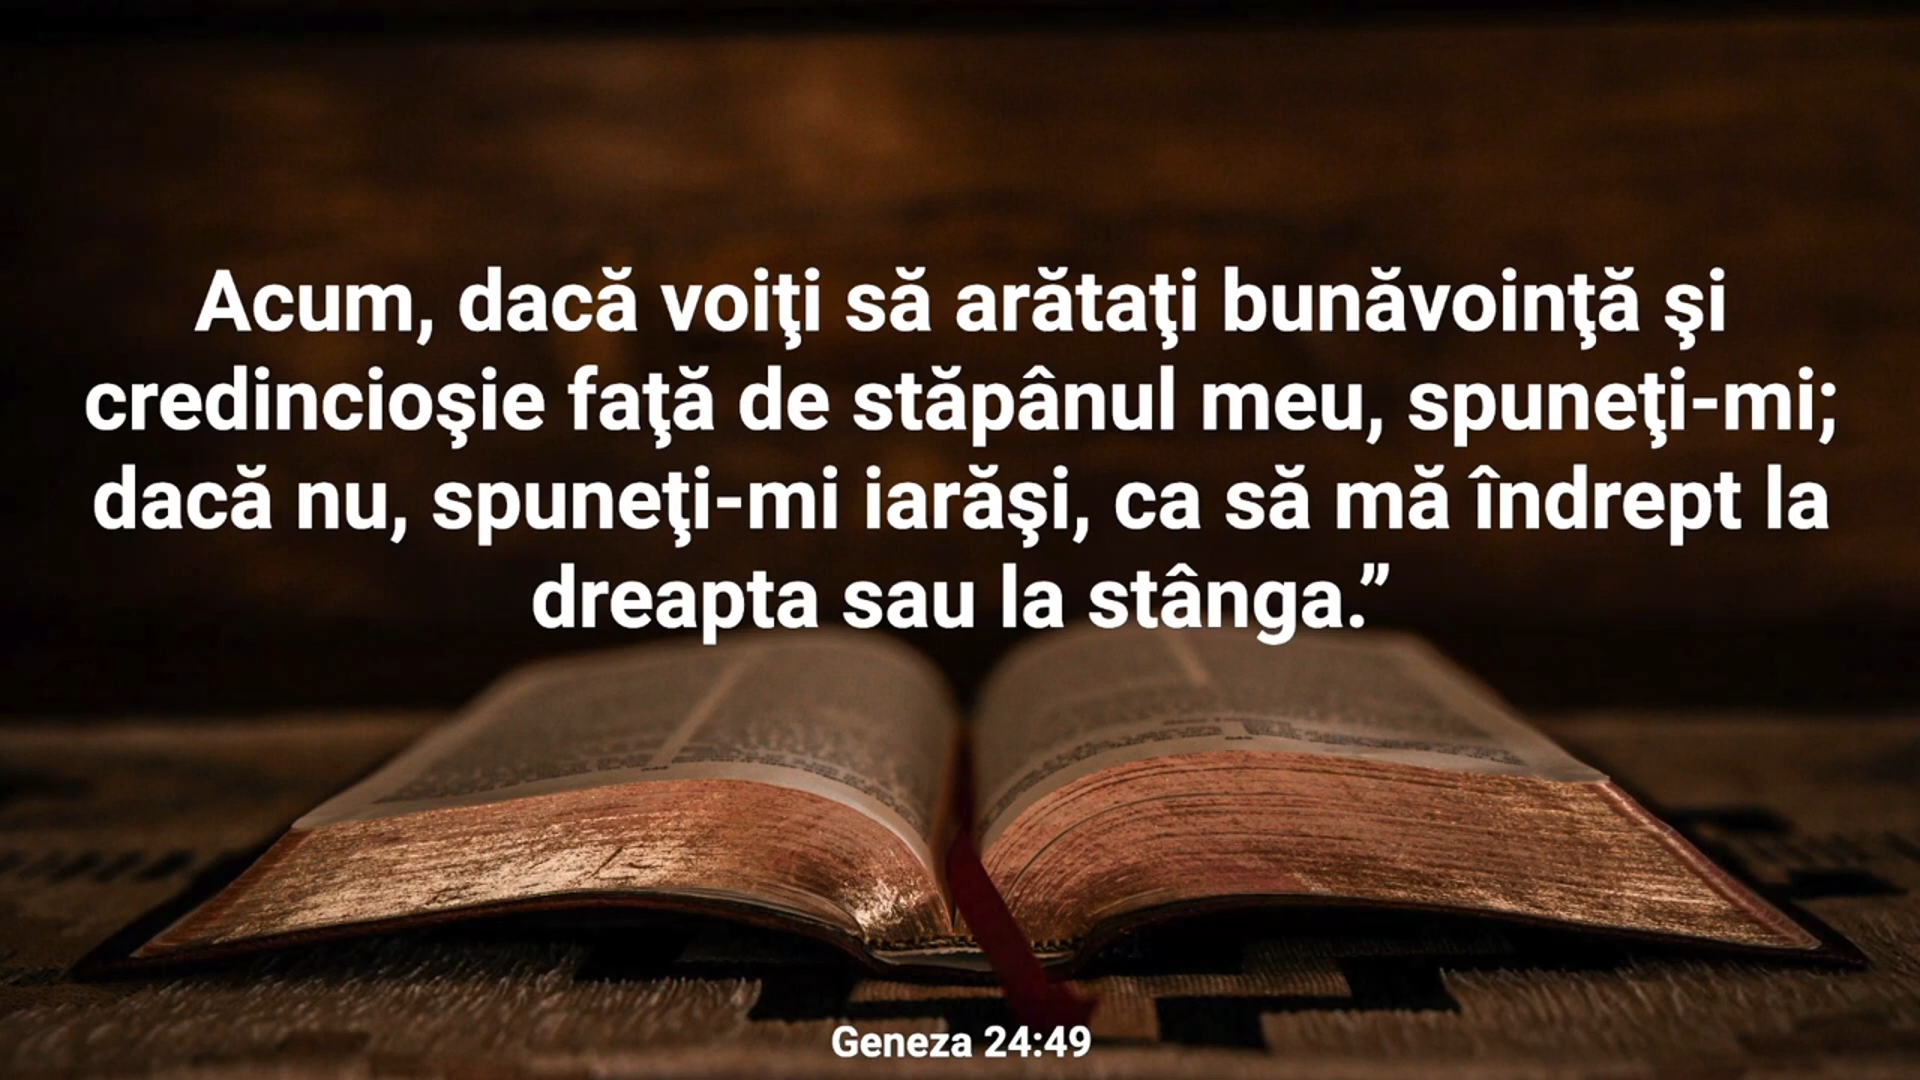 Acum, dacă voiţi să arătaţi bunăvoinţă şi
credincioşie faţă de stăpânul meu, spuneţi-mi;
dacă nu, spuneţi-mi iarăşi, ca să mă îndrept la
dreapta sau la stânga.”
Geneza 24:49